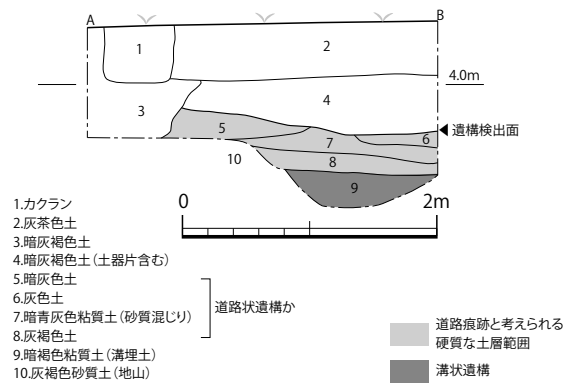 A
B
1
2
4.0m
3
4
5
7
6
遺構検出面
10
8
9
0
2m
1.カクラン
2.灰茶色土
3.暗灰褐色土
4.暗灰褐色土（土器片含む）
5.暗灰色土
6.灰色土
7.暗青灰色粘質土（砂質混じり）
8.灰褐色土
9.暗褐色粘質土（溝埋土）
10.灰褐色砂質土（地山）
道路状遺構か
道路痕跡と考えられる
硬質な土層範囲
溝状遺構